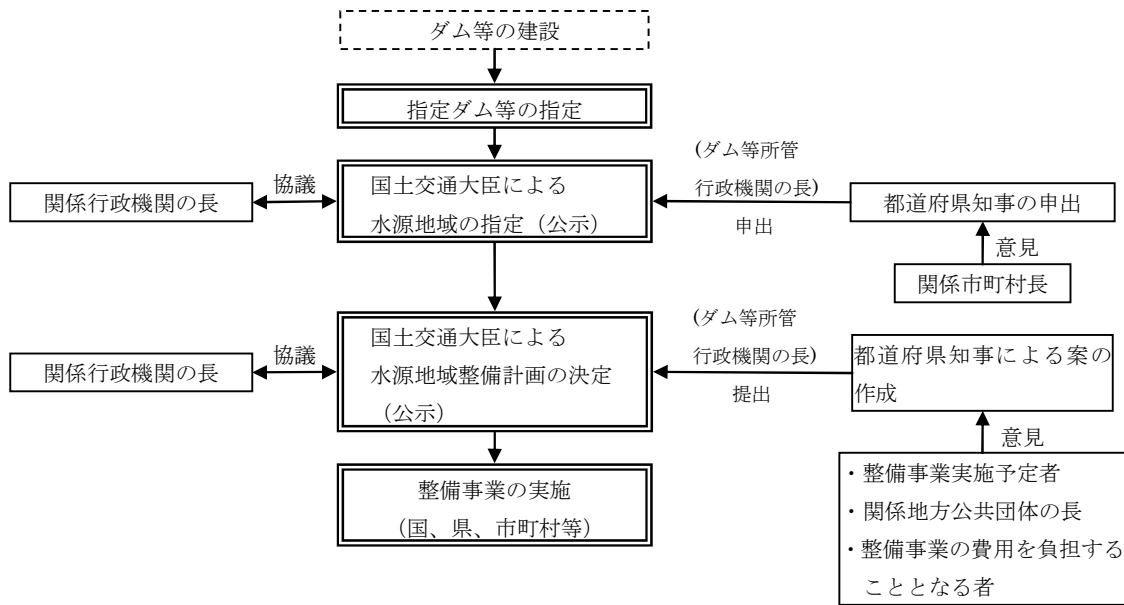 ダム等の建設
指定ダム等の指定
関係行政機関の長
協議
国土交通大臣による
水源地域の指定（公示）
(ダム等所管
行政機関の長)
申出
都道府県知事の申出
意見
関係市町村長
関係行政機関の長
協議
国土交通大臣による
水源地域整備計画の決定
（公示）
(ダム等所管
行政機関の長)
提出
都道府県知事による案の
作成
意見
・整備事業実施予定者
・関係地方公共団体の長
・整備事業の費用を負担する
こととなる者
整備事業の実施
（国、県、市町村等）